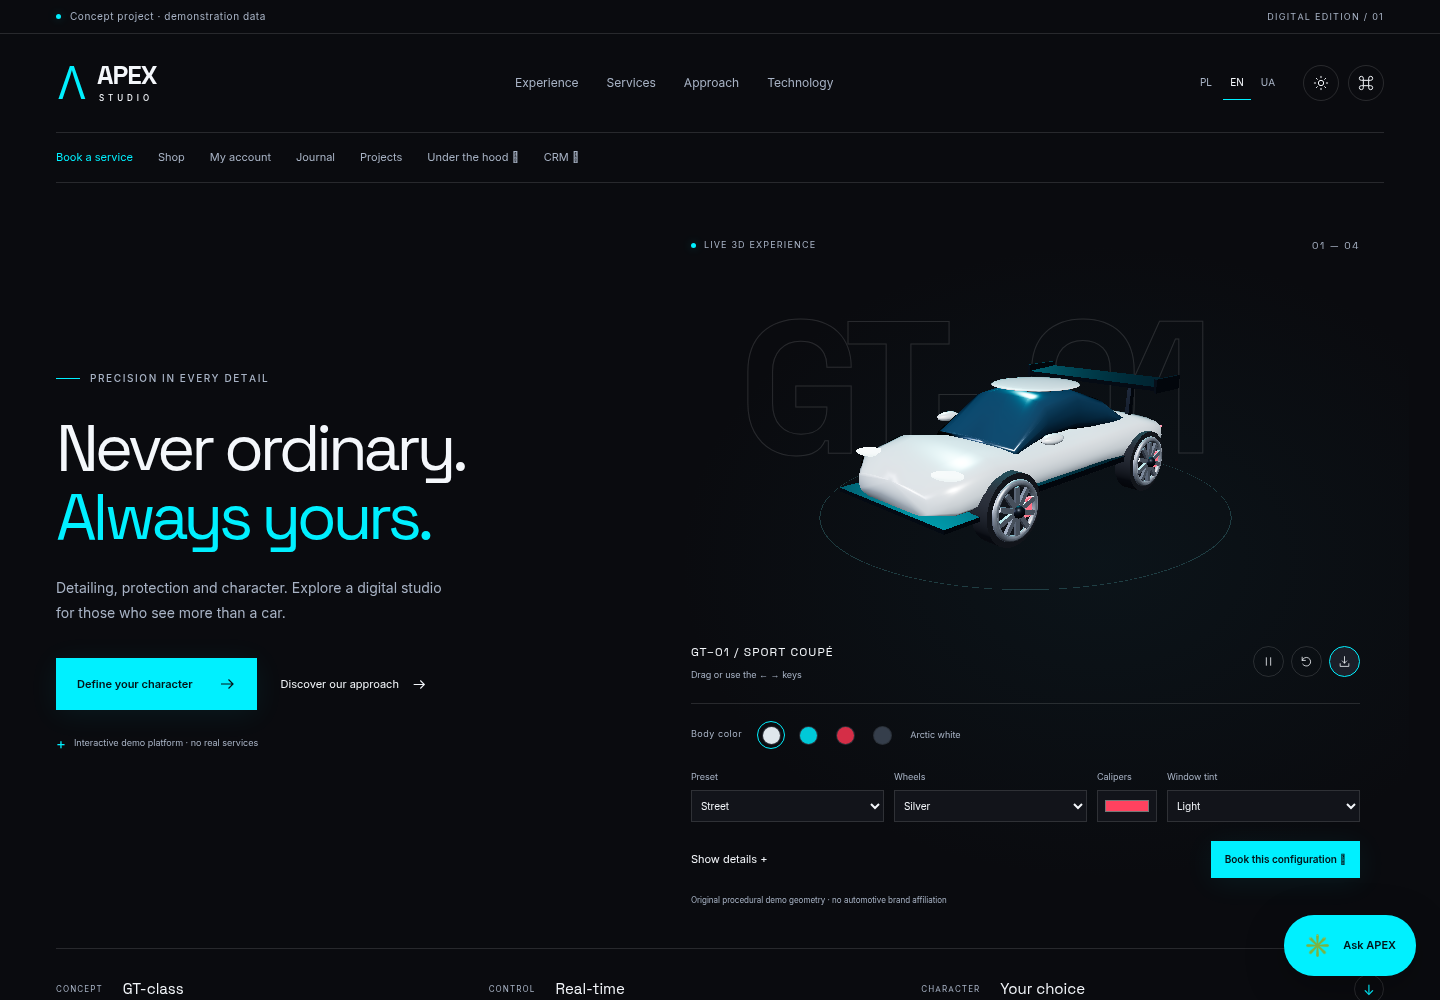 Concept project · demonstration data
DIGITAL EDITION / 01
APEX
STUDIO
Experience Services Approach Technology
PL EN UA
Book a service Shop My account Journal Projects Under the hood CRM
LIVE 3D EXPERIENCE
01 — 04
GT-01
PRECISION IN EVERY DETAIL
Never ordinary.
Always yours.
Detailing, protection and character. Explore a digital studio
for those who see more than a car.
Define your character →
Discover our approach →
+ Interactive demo platform · no real services
GT–01 / SPORT COUPÉ
Drag or use the ← → keys
Body color
Arctic white
Preset Wheels Calipers Window tint
Street Silver Light
Show details +
Book this configuration
Original procedural demo geometry · no automotive brand affiliation
Ask APEX
CONCEPT GT-class
CONTROL Real-time
CHARACTER Your choice